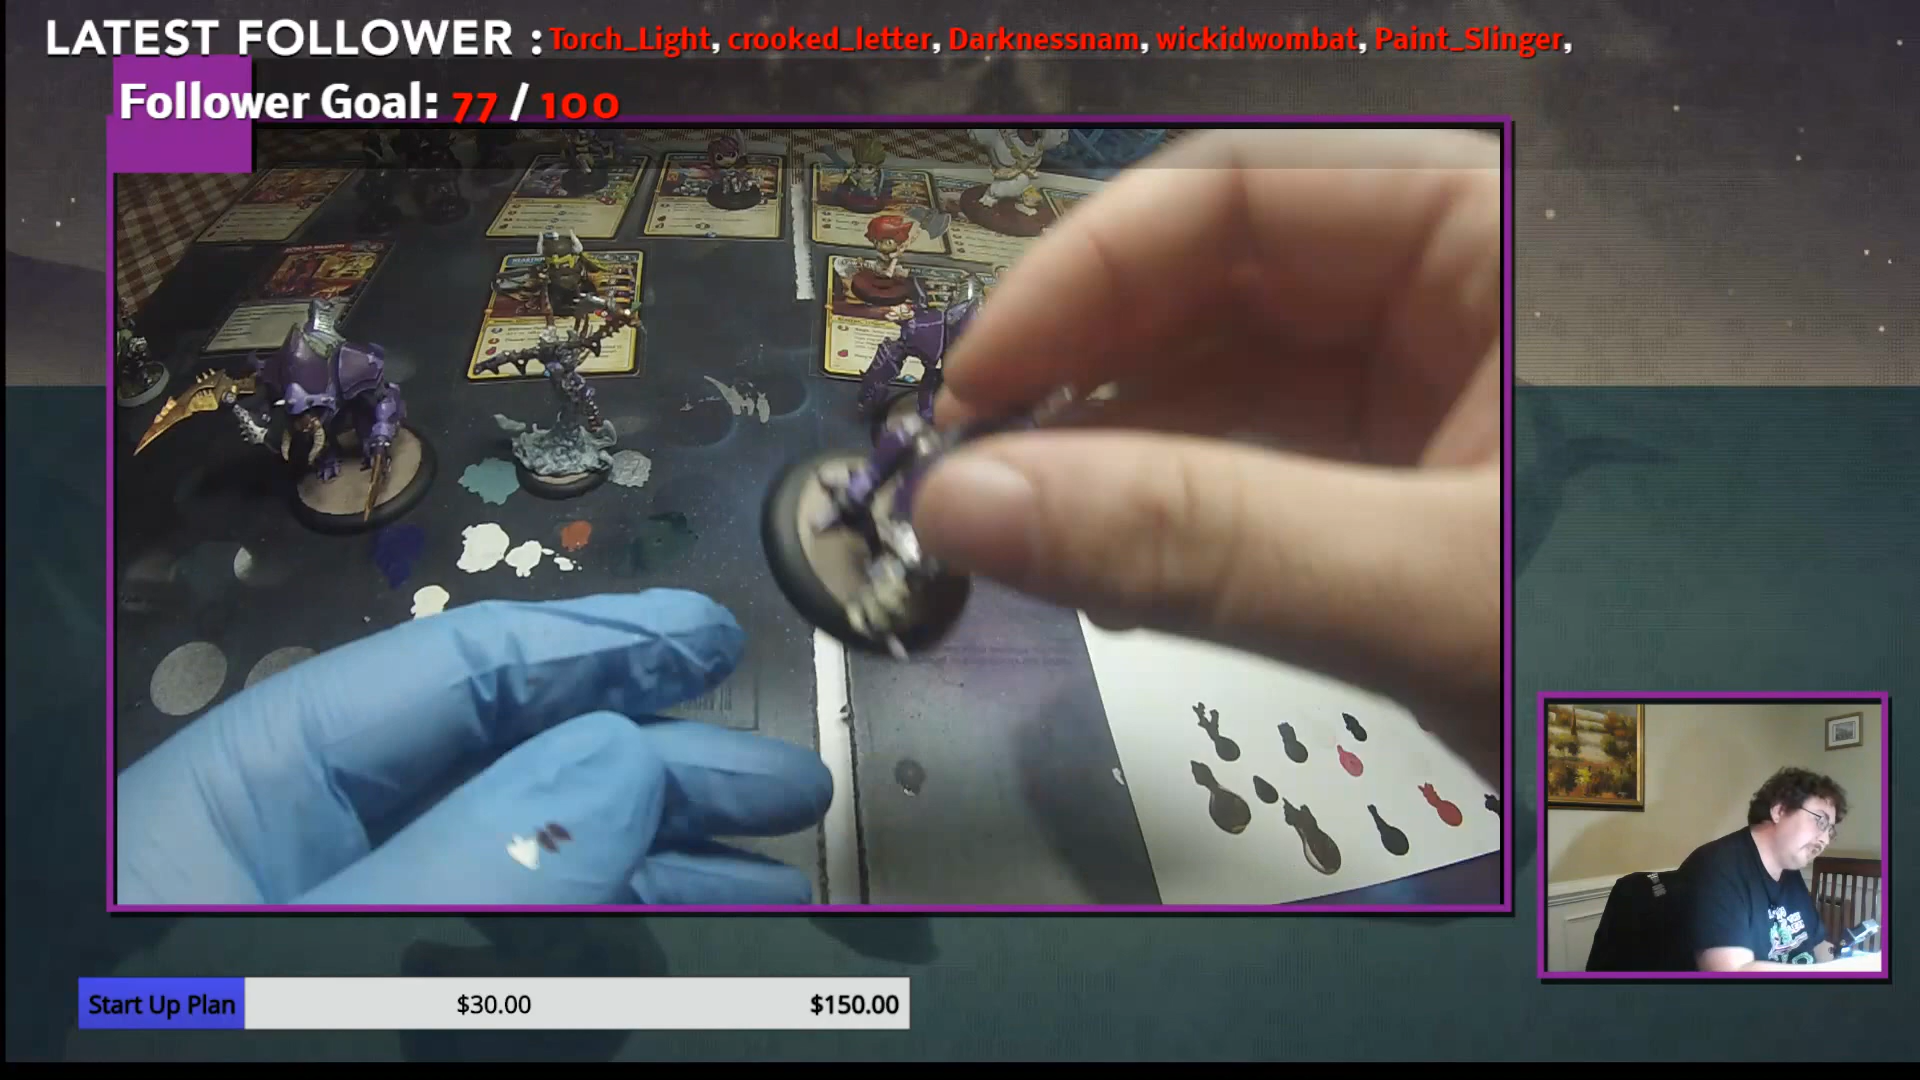 LATEST FOLLOWER : Torch_Light, crooked_letter, Darknessnam, wickidwombat, Paint_Slinger,
Follower Goal: 77 / 100
Start Up Plan $30.00 $150.00